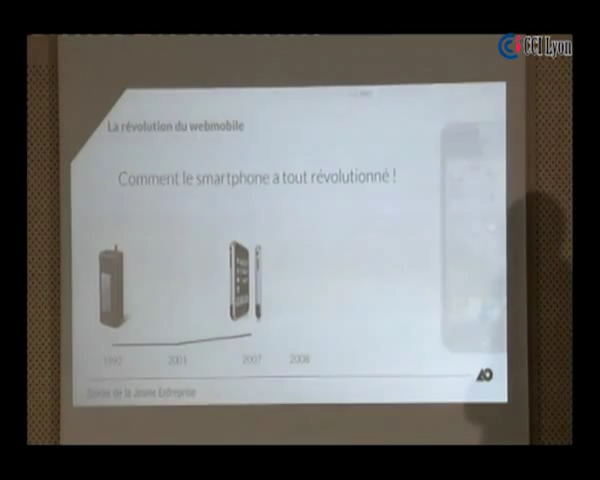 CCI Lyon
La révolution du webmobile
Comment le smartphone a tout révolutionné !
1992
2001
2007
2008
de la Jeune Entreprise